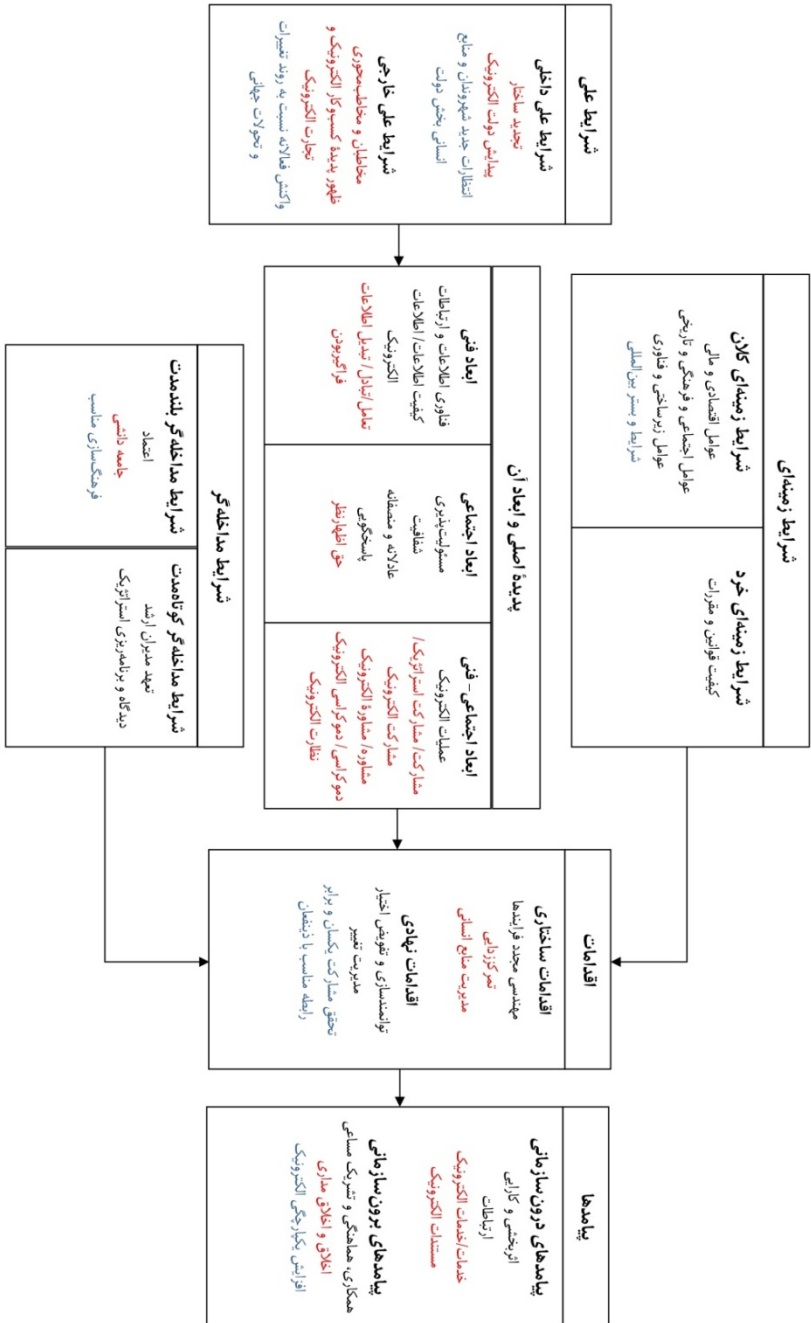 شرایط علی
شرایط علی داخلی
تجدید ساختار
پیدایش دولت الکترونیک
انتظارات جدید شهروندان و منابع
انسانی بخش دولت
شرایط علی خارجی
مخاطبان و مخاطب‌محوری
ظهور پدیدۀ کسب‌وکار الکترونیک و
تجارت الکترونیک
واکنش فعالانه نسبت به روند تغییرات
و تحولات جهانی
شرایط زمینه‌ای
شرایط زمینه‌ای کلان
عوامل اقتصادی و مالی
عوامل اجتماعی و فرهنگی و تاریخی
عوامل زیرساختی و فناوری
شرایط و بستر بین‌المللی
شرایط زمینه‌ای خرد
کیفیت قوانین و مقررات
پدیدۀ اصلی و ابعاد آن
ابعاد فنی
فناوری اطلاعات و ارتباطات
کیفیت اطلاعات/ اطلاعات
الکترونیک
تعامل/تبادل/ تبدیل اطلاعات
فراگیربودن
ابعاد اجتماعی
مسئولیت‌پذیری
شفافیت
عادلانه و منصفانه
پاسخگویی
حق اظهارنظر
ابعاد اجتماعی - فنی
عملیات الکترونیک
مشارکت/ مشارکت استراتژیک/
مشارکت الکترونیک
مشاوره/ مشاورۀ الکترونیک
دموکراسی/ دموکراسی الکترونیک
نظارت الکترونیک
شرایط مداخله‌گر
شرایط مداخله‌گر بلندمدت
اعتماد
جامعه دانشی
فرهنگ‌سازی مناسب
شرایط مداخله‌گر کوتاه‌مدت
تعهد مدیران ارشد
دیدگاه و برنامه‌ریزی استراتژیک
اقدامات
اقدامات ساختاری
مهندسی مجدد فرایندها
تمرکززدایی
مدیریت منابع انسانی
اقدامات نهادی
توانمندسازی و تفویض اختیار
مدیریت تغییر
تحقق مشارکت یکسان و برابر
رابطه مناسب با ذینفعان
پیامدها
پیامدهای درون‌سازمانی
اثربخشی و کارایی
ارتباطات
خدمات/خدمات الکترونیک
مستندات الکترونیک
پیامدهای برون‌سازمانی
همکاری، هماهنگی و تشریک مساعی
اخلاق و اخلاق مداری
افزایش یکپارچگی الکترونیک